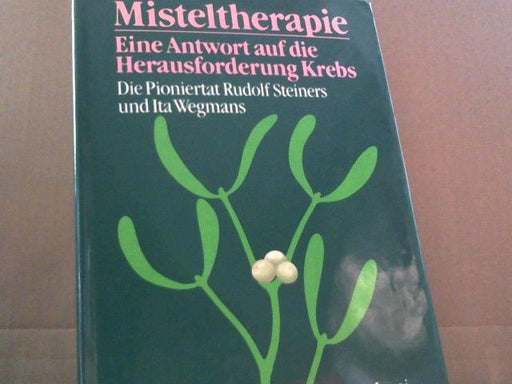 Misteltherapie
Eine Antwort auf die
Herausforderung Krebs
Die Pioniertat Rudolf Steiners
und Ita Wegmans